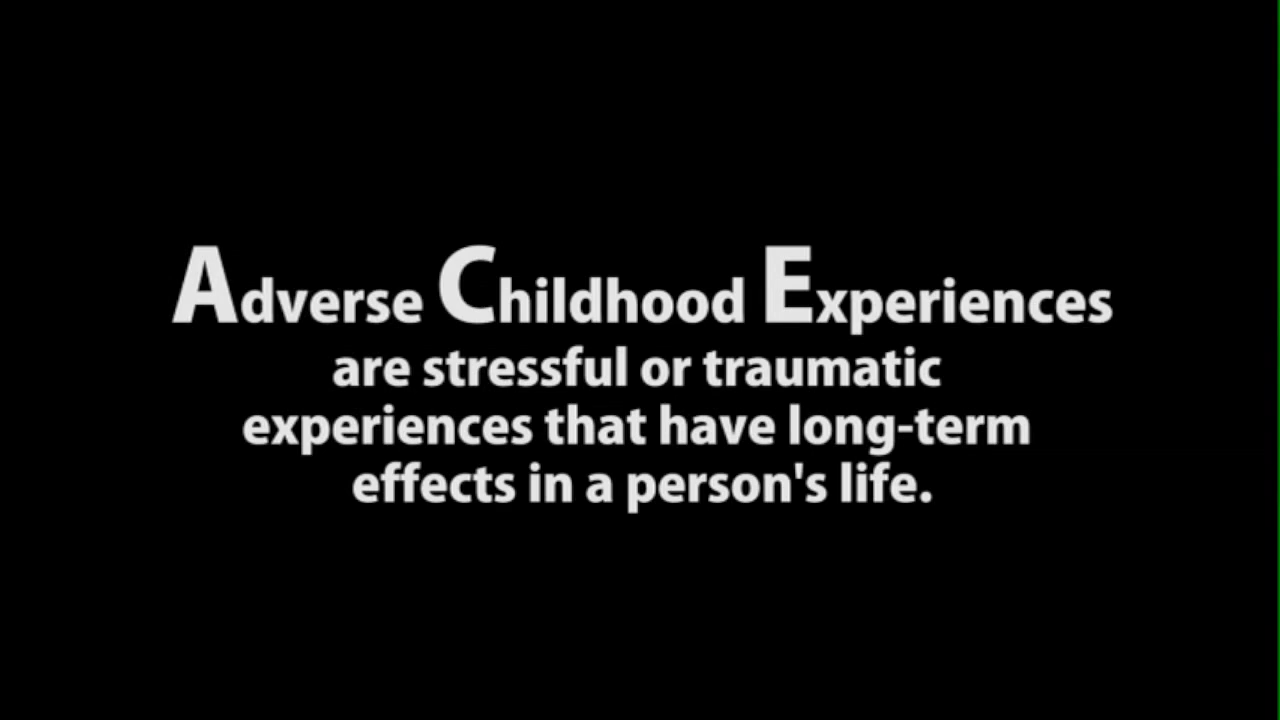 Adverse Childhood Experiences
are stressful or traumatic
experiences that have long-term
effects in a person's life.